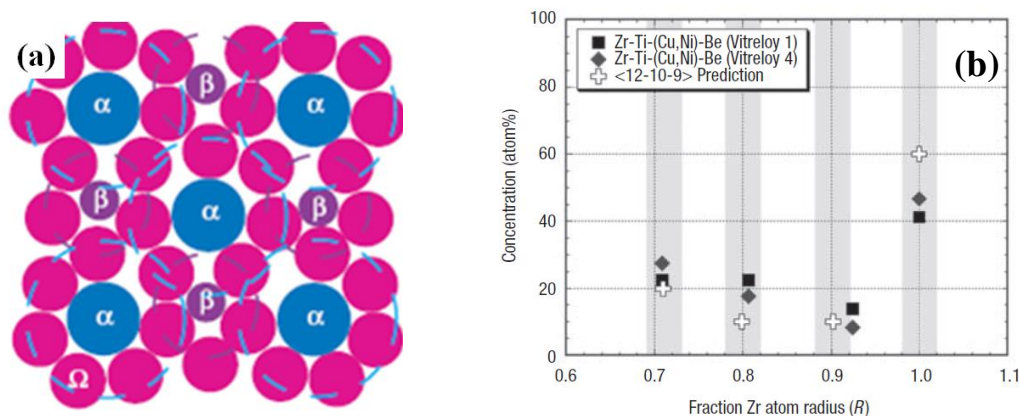 (a)
β
α
α
β
α
β
β
α
α
Ω
(b)
Zr-Ti-(Cu,Ni)-Be (Vitreloy 1)
Zr-Ti-(Cu,Ni)-Be (Vitroy 4)
<12-10-9> Prediction
Concentration (atom%)
100
80
60
40
20
0
0.6 0.7 0.8 0.9 1.0 1.1
Fraction Zr atom radius (R)